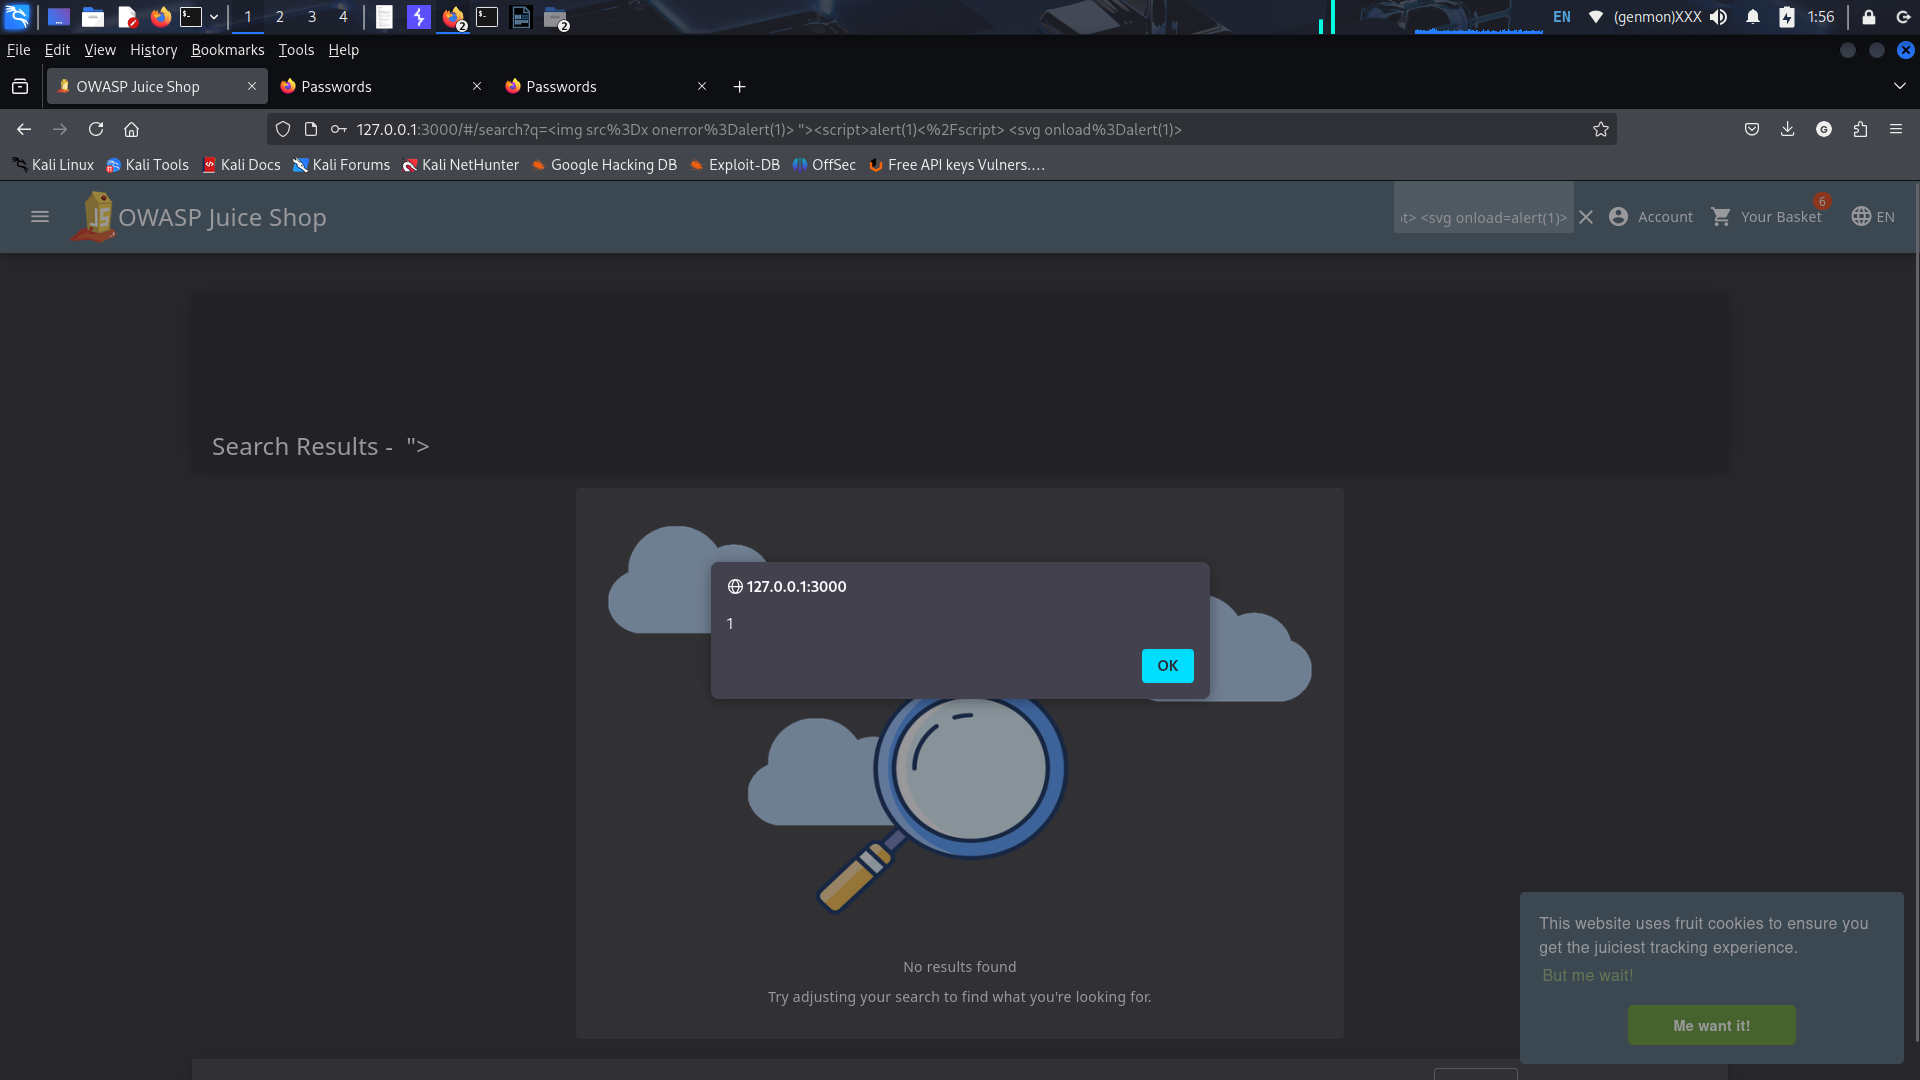 1 2 3 4 2 2 EN (genmon)XXX 1:56
File Edit View History Bookmarks Tools Help
OWASP Juice Shop Passwords Passwords
127.0.0.1:3000/#/search?q=<img src%3Dx onerror%3Dalert(1)> "><script>alert(1)<%2Fscript> <svg onload%3Dalert(1)>
Kali Linux Kali Tools Kali Docs Kali Forums Kali NetHunter Google Hacking DB Exploit-DB OffSec Free API keys Vulners....
OWASP Juice Shop t> <svg onload=alert(1)> Account Your Basket 6 EN
Search Results - ">
127.0.0.1:3000
1
OK
No results found
Try adjusting your search to find what you're looking for.
This website uses fruit cookies to ensure you
get the juiciest tracking experience.
But me wait!
Me want it!